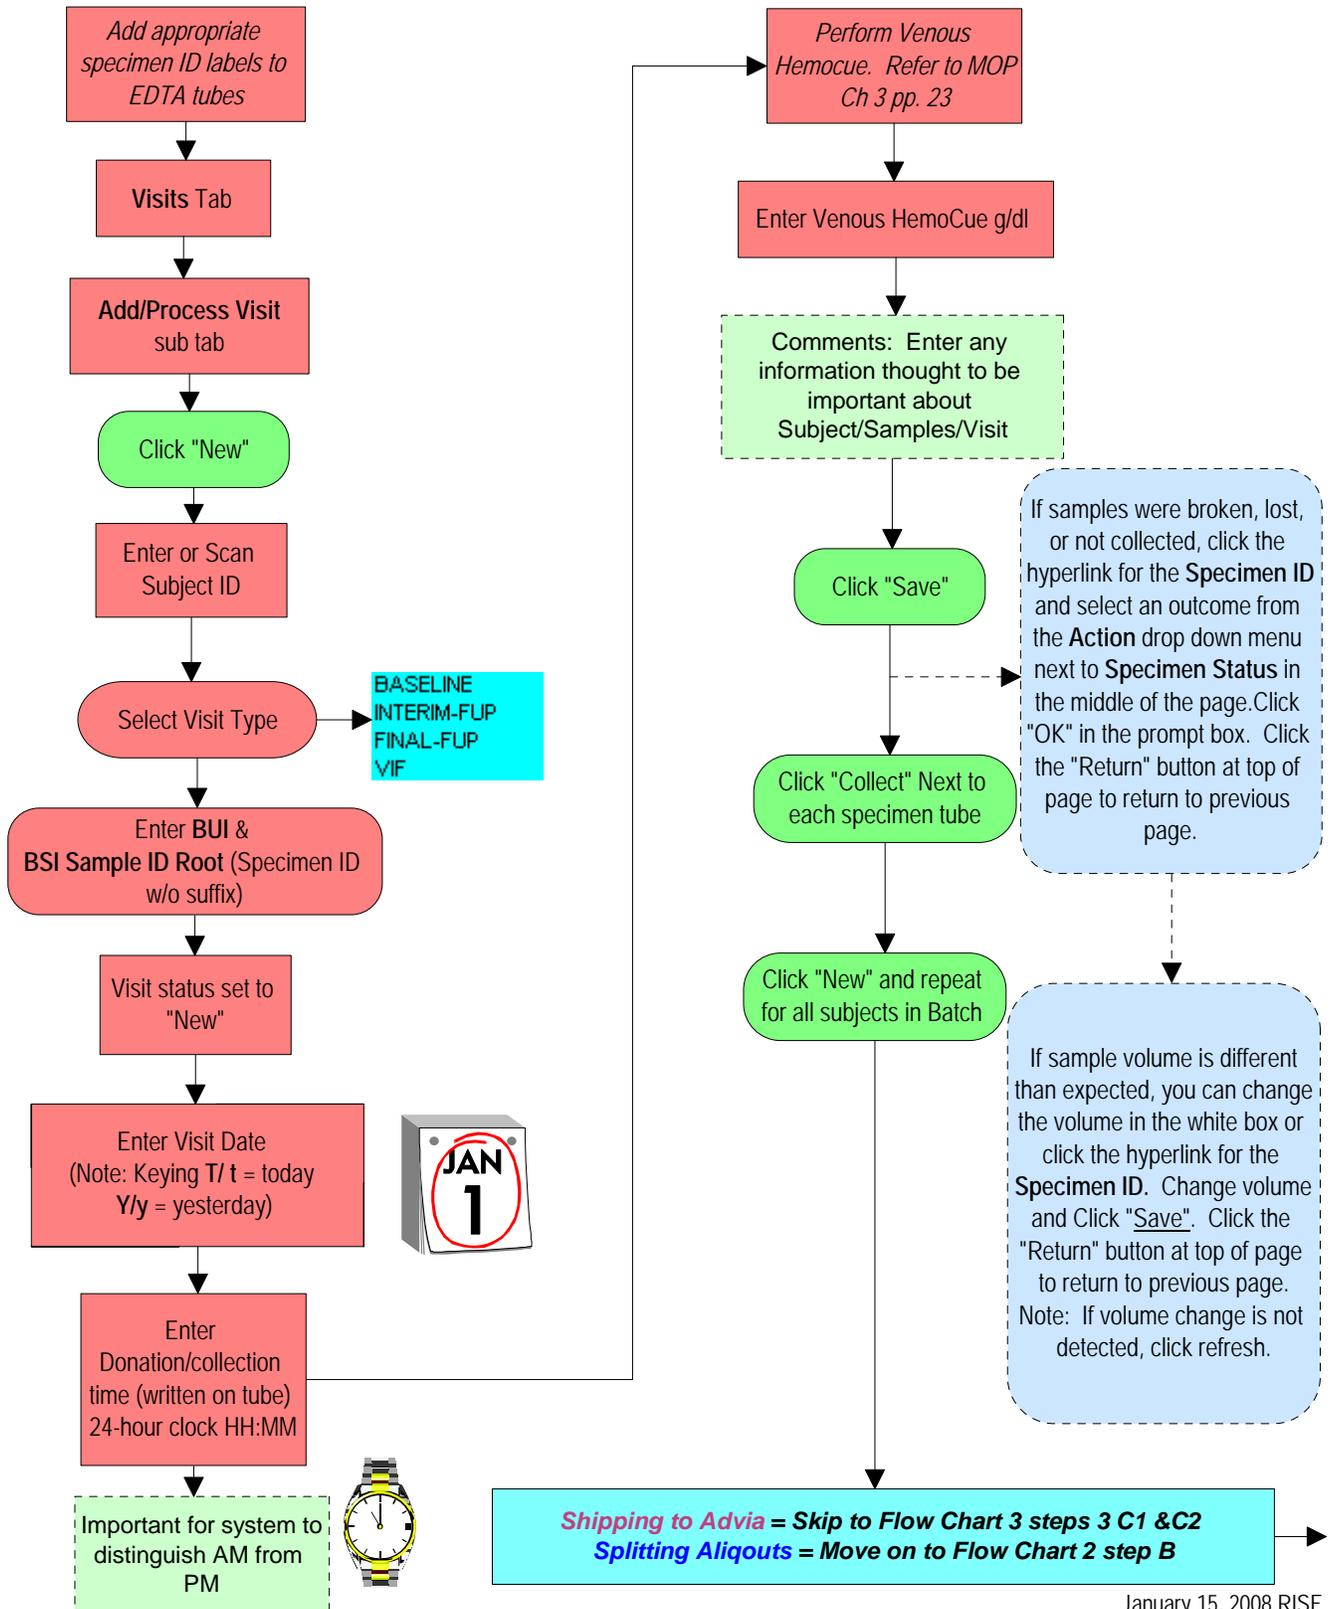 Add appropriate
specimen ID labels to
EDTA tubes
Visits Tab
Add/Process Visit
sub tab
Click "New"
Enter or Scan
Subject ID
Select Visit Type
BASELINE
INTERIM-FUP
FINAL-FUP
VIF
Enter BUI &
BSI Sample ID Root (Specimen ID
w/o suffix)
Visit status set to
"New"
Enter Visit Date
(Note: Keying T/ t = today
Y/y = yesterday)
JAN
1
Enter
Donation/collection
time (written on tube)
24-hour clock HH:MM
Important for system to
distinguish AM from
PM
Perform Venous
Hemocue.  Refer to MOP
Ch 3 pp. 23
Enter Venous HemoCue g/dl
Comments:  Enter any
information thought to be
important about
Subject/Samples/Visit
Click "Save"
If samples were broken, lost,
or not collected, click the
hyperlink for the Specimen ID
and select an outcome from
the Action drop down menu
next to Specimen Status in
the middle of the page.Click
"OK" in the prompt box.  Click
the "Return" button at top of
page to return to previous
page.
Click "Collect" Next to
each specimen tube
Click "New" and repeat
for all subjects in Batch
If sample volume is different
than expected, you can change
the volume in the white box or
click the hyperlink for the
Specimen ID.  Change volume
and Click "Save".  Click the
"Return" button at top of page
to return to previous page.
Note:  If volume change is not
detected, click refresh.
Shipping to Advia = Skip to Flow Chart 3 steps 3 C1 &C2
Splitting Aliqouts = Move on to Flow Chart 2 step B
January 15, 2008 RISE